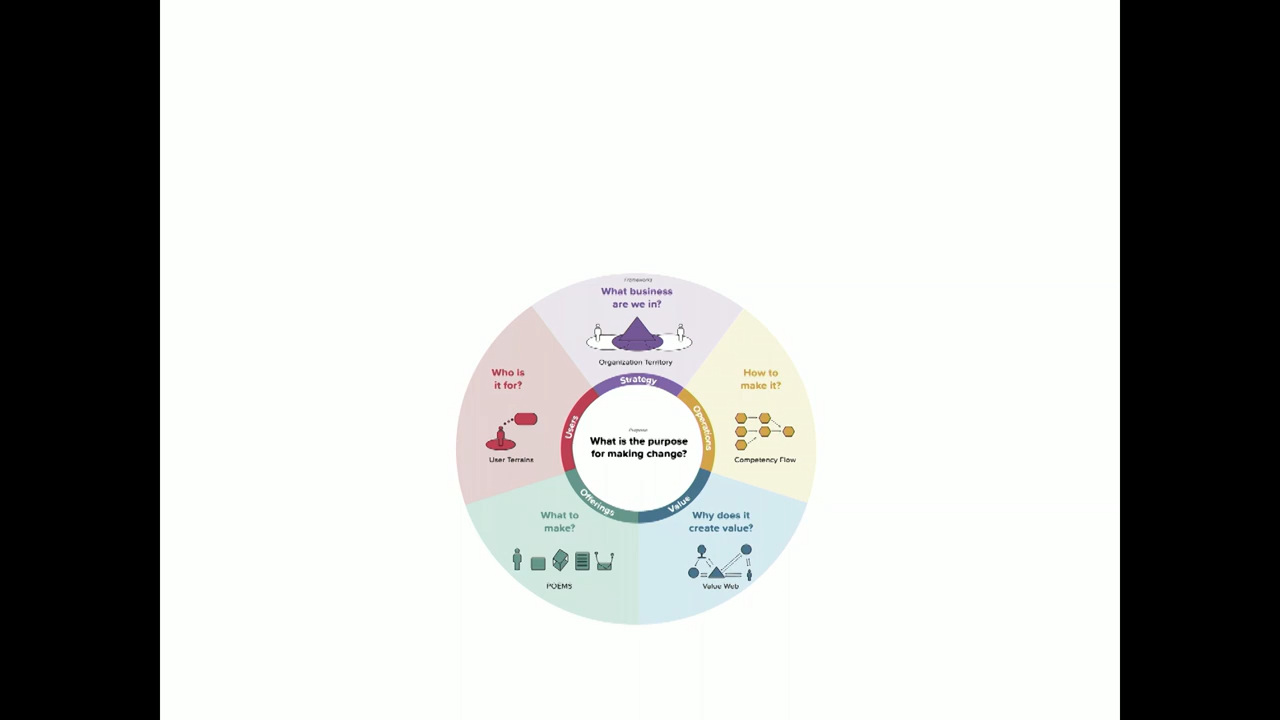 Frameworks
What business
are we in?
Organization Territory
Strategy
How to
make it?
Competency Flow
Operations
Why does it
create value?
Value Web
Value
What to
make?
POEMS
Offerings
Who is
it for?
User Terrains
Users
Purpose
What is the purpose
for making change?